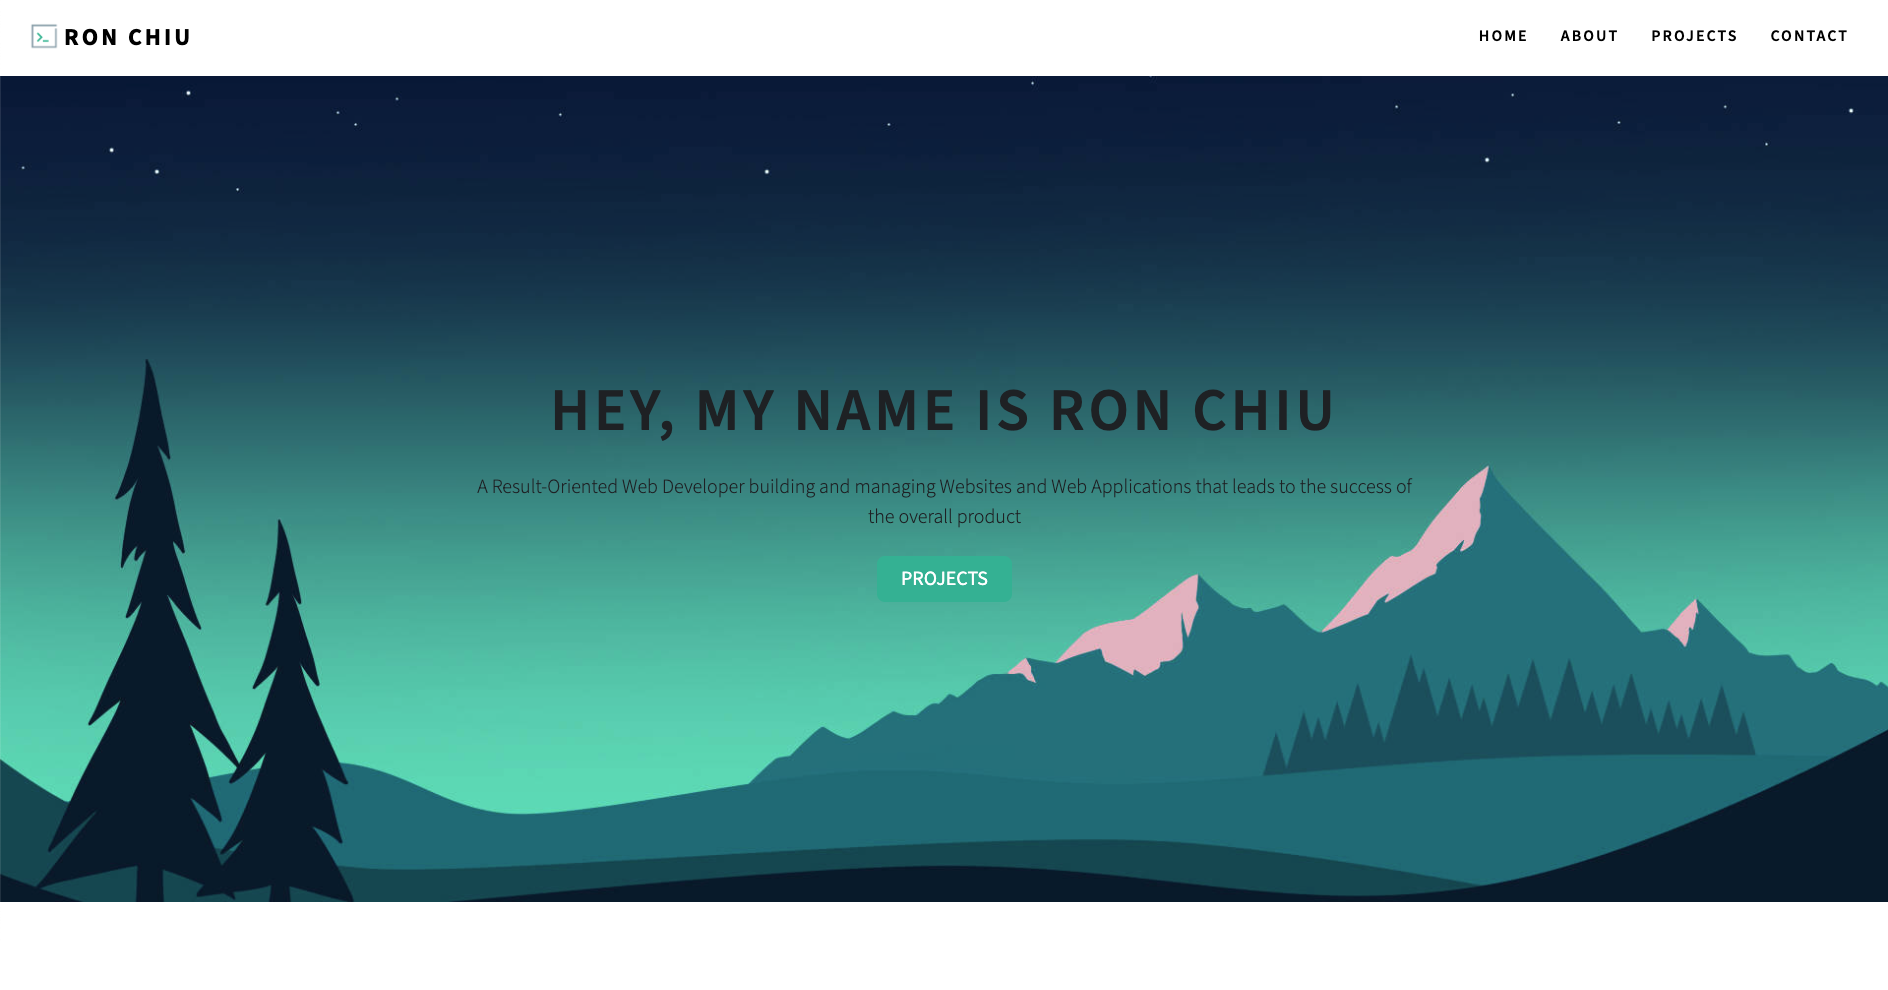 RON CHIU
HOME ABOUT PROJECTS CONTACT
HEY, MY NAME IS RON CHIU
A Result-Oriented Web Developer building and managing Websites and Web Applications that leads to the success of
the overall product
PROJECTS